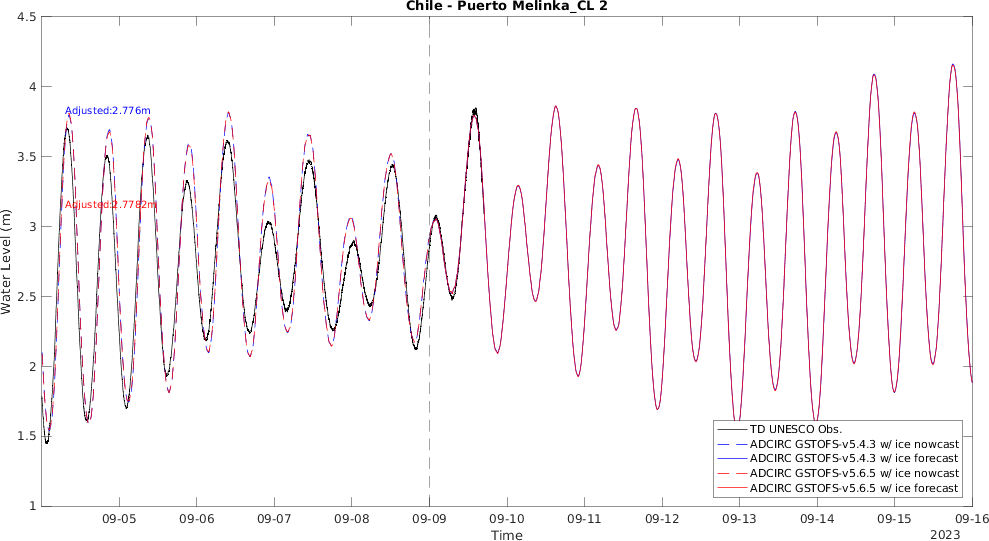 Chile - Puerto Melinka_CL 2
4.5
4
3.5
3
2.5
2
1.5
1
Water Level (m)
Adjusted:2.776m
Adjusted:2.7782m
TD UNESCO Obs.
ADCIRC GSTOFS-v5.4.3 w/ ice nowcast
ADCIRC GSTOFS-v5.4.3 w/ ice forecast
ADCIRC GSTOFS-v5.6.5 w/ ice nowcast
ADCIRC GSTOFS-v5.6.5 w/ ice forecast
09-05 09-06 09-07 09-08 09-09 09-10 09-11 09-12 09-13 09-14 09-15 09-16
Time
2023